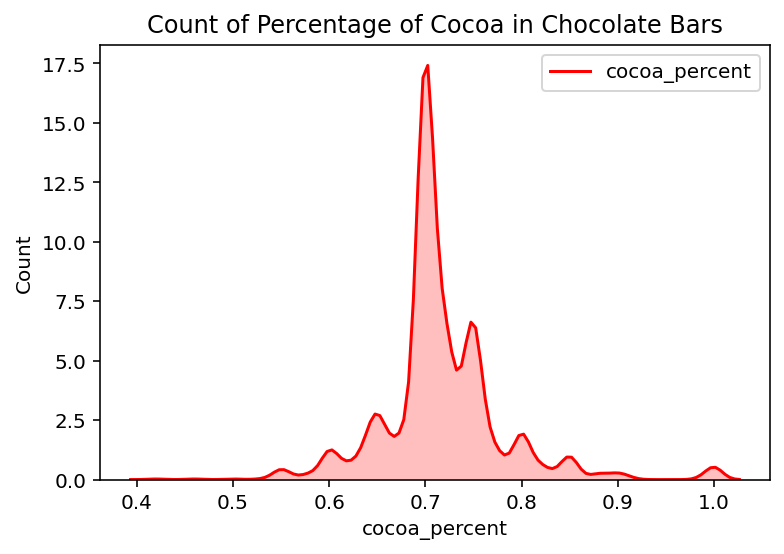 Count of Percentage of Cocoa in Chocolate Bars
17.5
15.0
12.5
10.0
7.5
5.0
2.5
0.0
Count
cocoa_percent
0.4 0.5 0.6 0.7 0.8 0.9 1.0
cocoa_percent